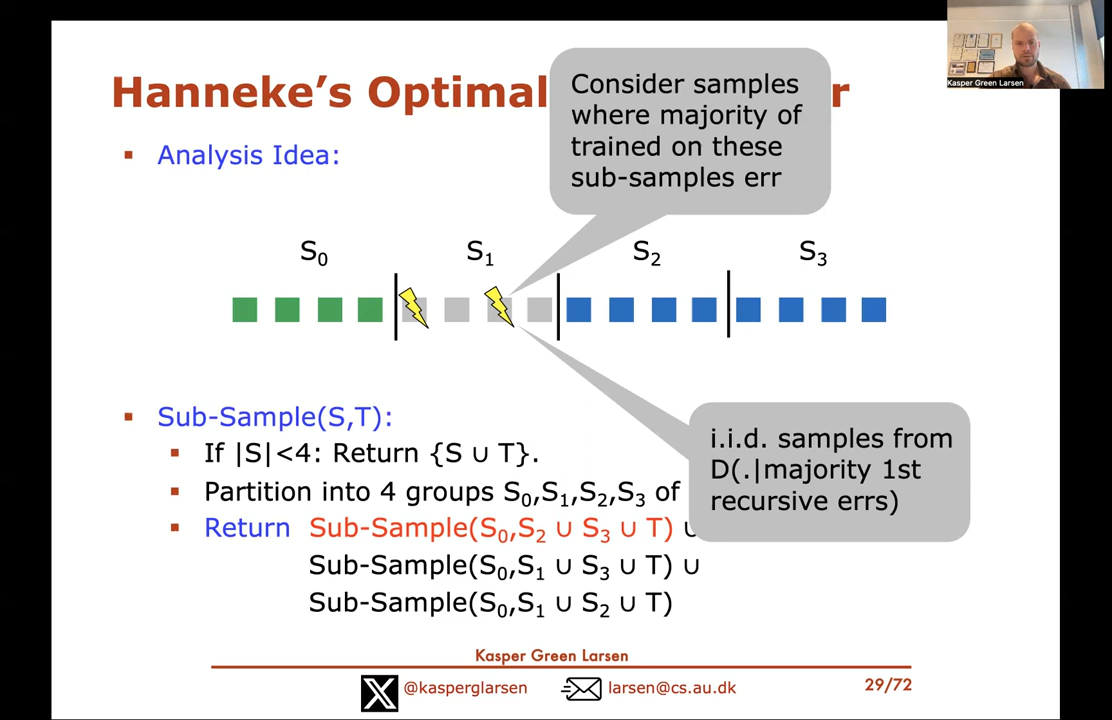 Hanneke's Optimal r
Kasper Green Larsen
Consider samples
where majority of
trained on these
sub-samples err
▪ Analysis Idea:
S₀ S₁ S₂ S₃
▪ Sub-Sample(S,T):
▪ If |S|<4: Return {S ∪ T}.
▪ Partition into 4 groups S₀,S₁,S₂,S₃ of
▪ Return Sub-Sample(S₀,S₂ ∪ S₃ ∪ T) ∪
Sub-Sample(S₀,S₁ ∪ S₃ ∪ T) ∪
Sub-Sample(S₀,S₁ ∪ S₂ ∪ T)
i.i.d. samples from
D(.|majority 1st
recursive errs)
Kasper Green Larsen
@kasperglarsen larsen@cs.au.dk 29/72